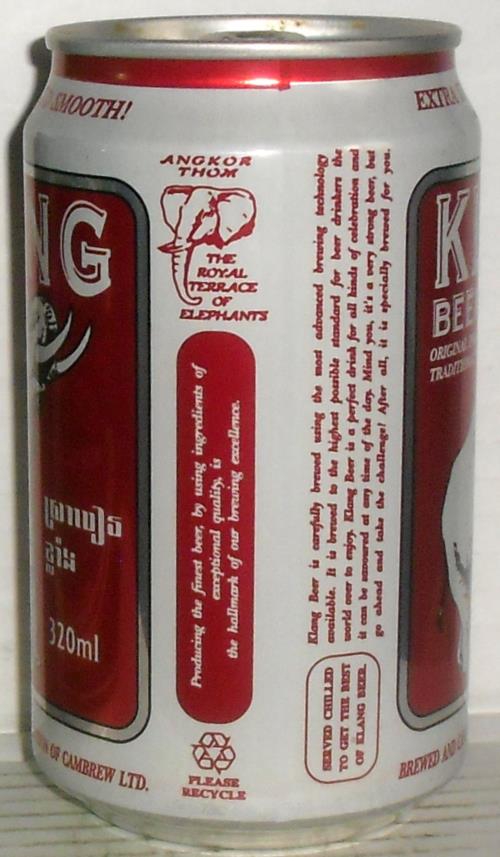 SMOOTH!
EXTRA
NG
320ml
OF CAMBREW LTD.
ANGKOR
THOM
THE
ROYAL
TERRACE
OF
ELEPHANTS
Producing the finest beer, by using ingredients of
exceptional quality, is
the hallmark of our brewing excellence.
PLEASE
RECYCLE
Klang Beer is carefully brewed using the most advanced brewing technology
available. It is brewed to the highest possible standard for beer drinkers the
world over to enjoy. Klang Beer is a perfect drink for all kinds of celebration and
it can be savoured at any time of the day. Mind you, it's a very strong beer, but
go ahead and take the challenge! After all, it is specially brewed for you.
SERVED CHILLED
TO GET THE BEST
OF KLANG BEER.
K
BEE
ORIGINAL
TRADIT
BREWED AND